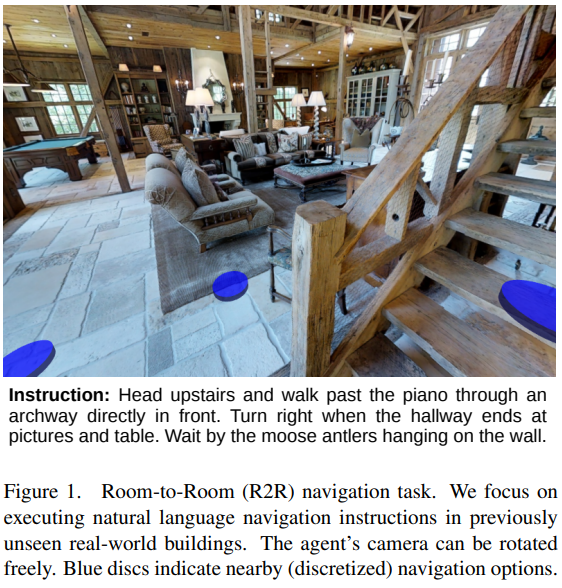 Instruction: Head upstairs and walk past the piano through an
archway directly in front. Turn right when the hallway ends at
pictures and table. Wait by the moose antlers hanging on the wall.
Figure 1. Room-to-Room (R2R) navigation task. We focus on
executing natural language navigation instructions in previously
unseen real-world buildings. The agent's camera can be rotated
freely. Blue discs indicate nearby (discretized) navigation options.